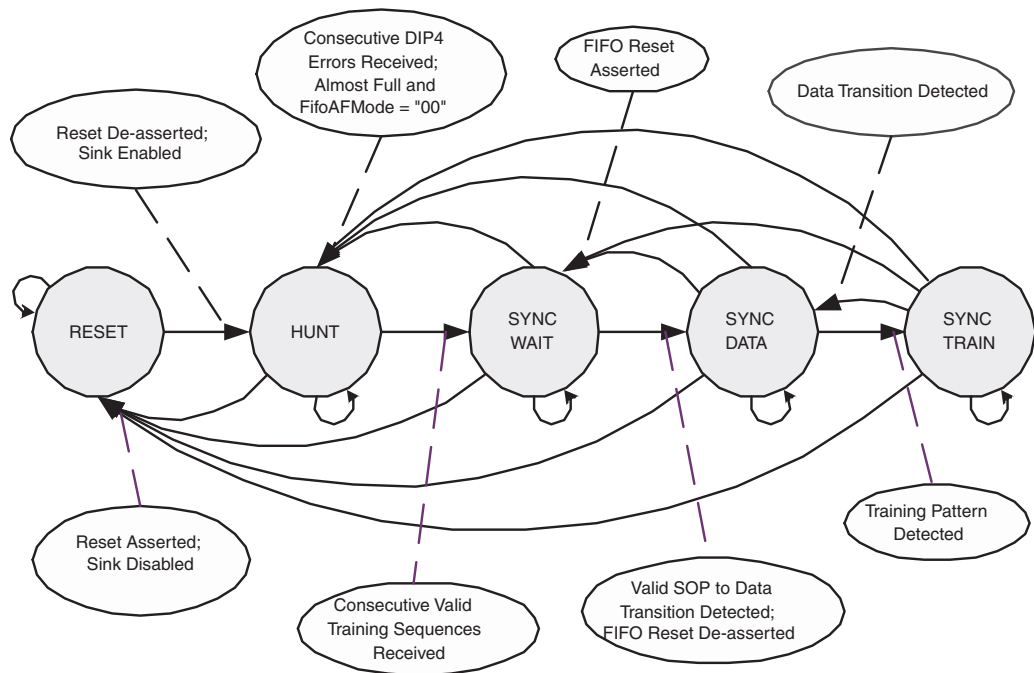 Consecutive DIP4
Errors Received;
Almost Full and
FifoAFMode = "00"
FIFO Reset
Asserted
Data Transition Detected
Reset De-asserted;
Sink Enabled
RESET
HUNT
SYNC
WAIT
SYNC
DATA
SYNC
TRAIN
Reset Asserted;
Sink Disabled
Consecutive Valid
Training Sequences
Received
Valid SOP to Data
Transition Detected;
FIFO Reset De-asserted
Training Pattern
Detected